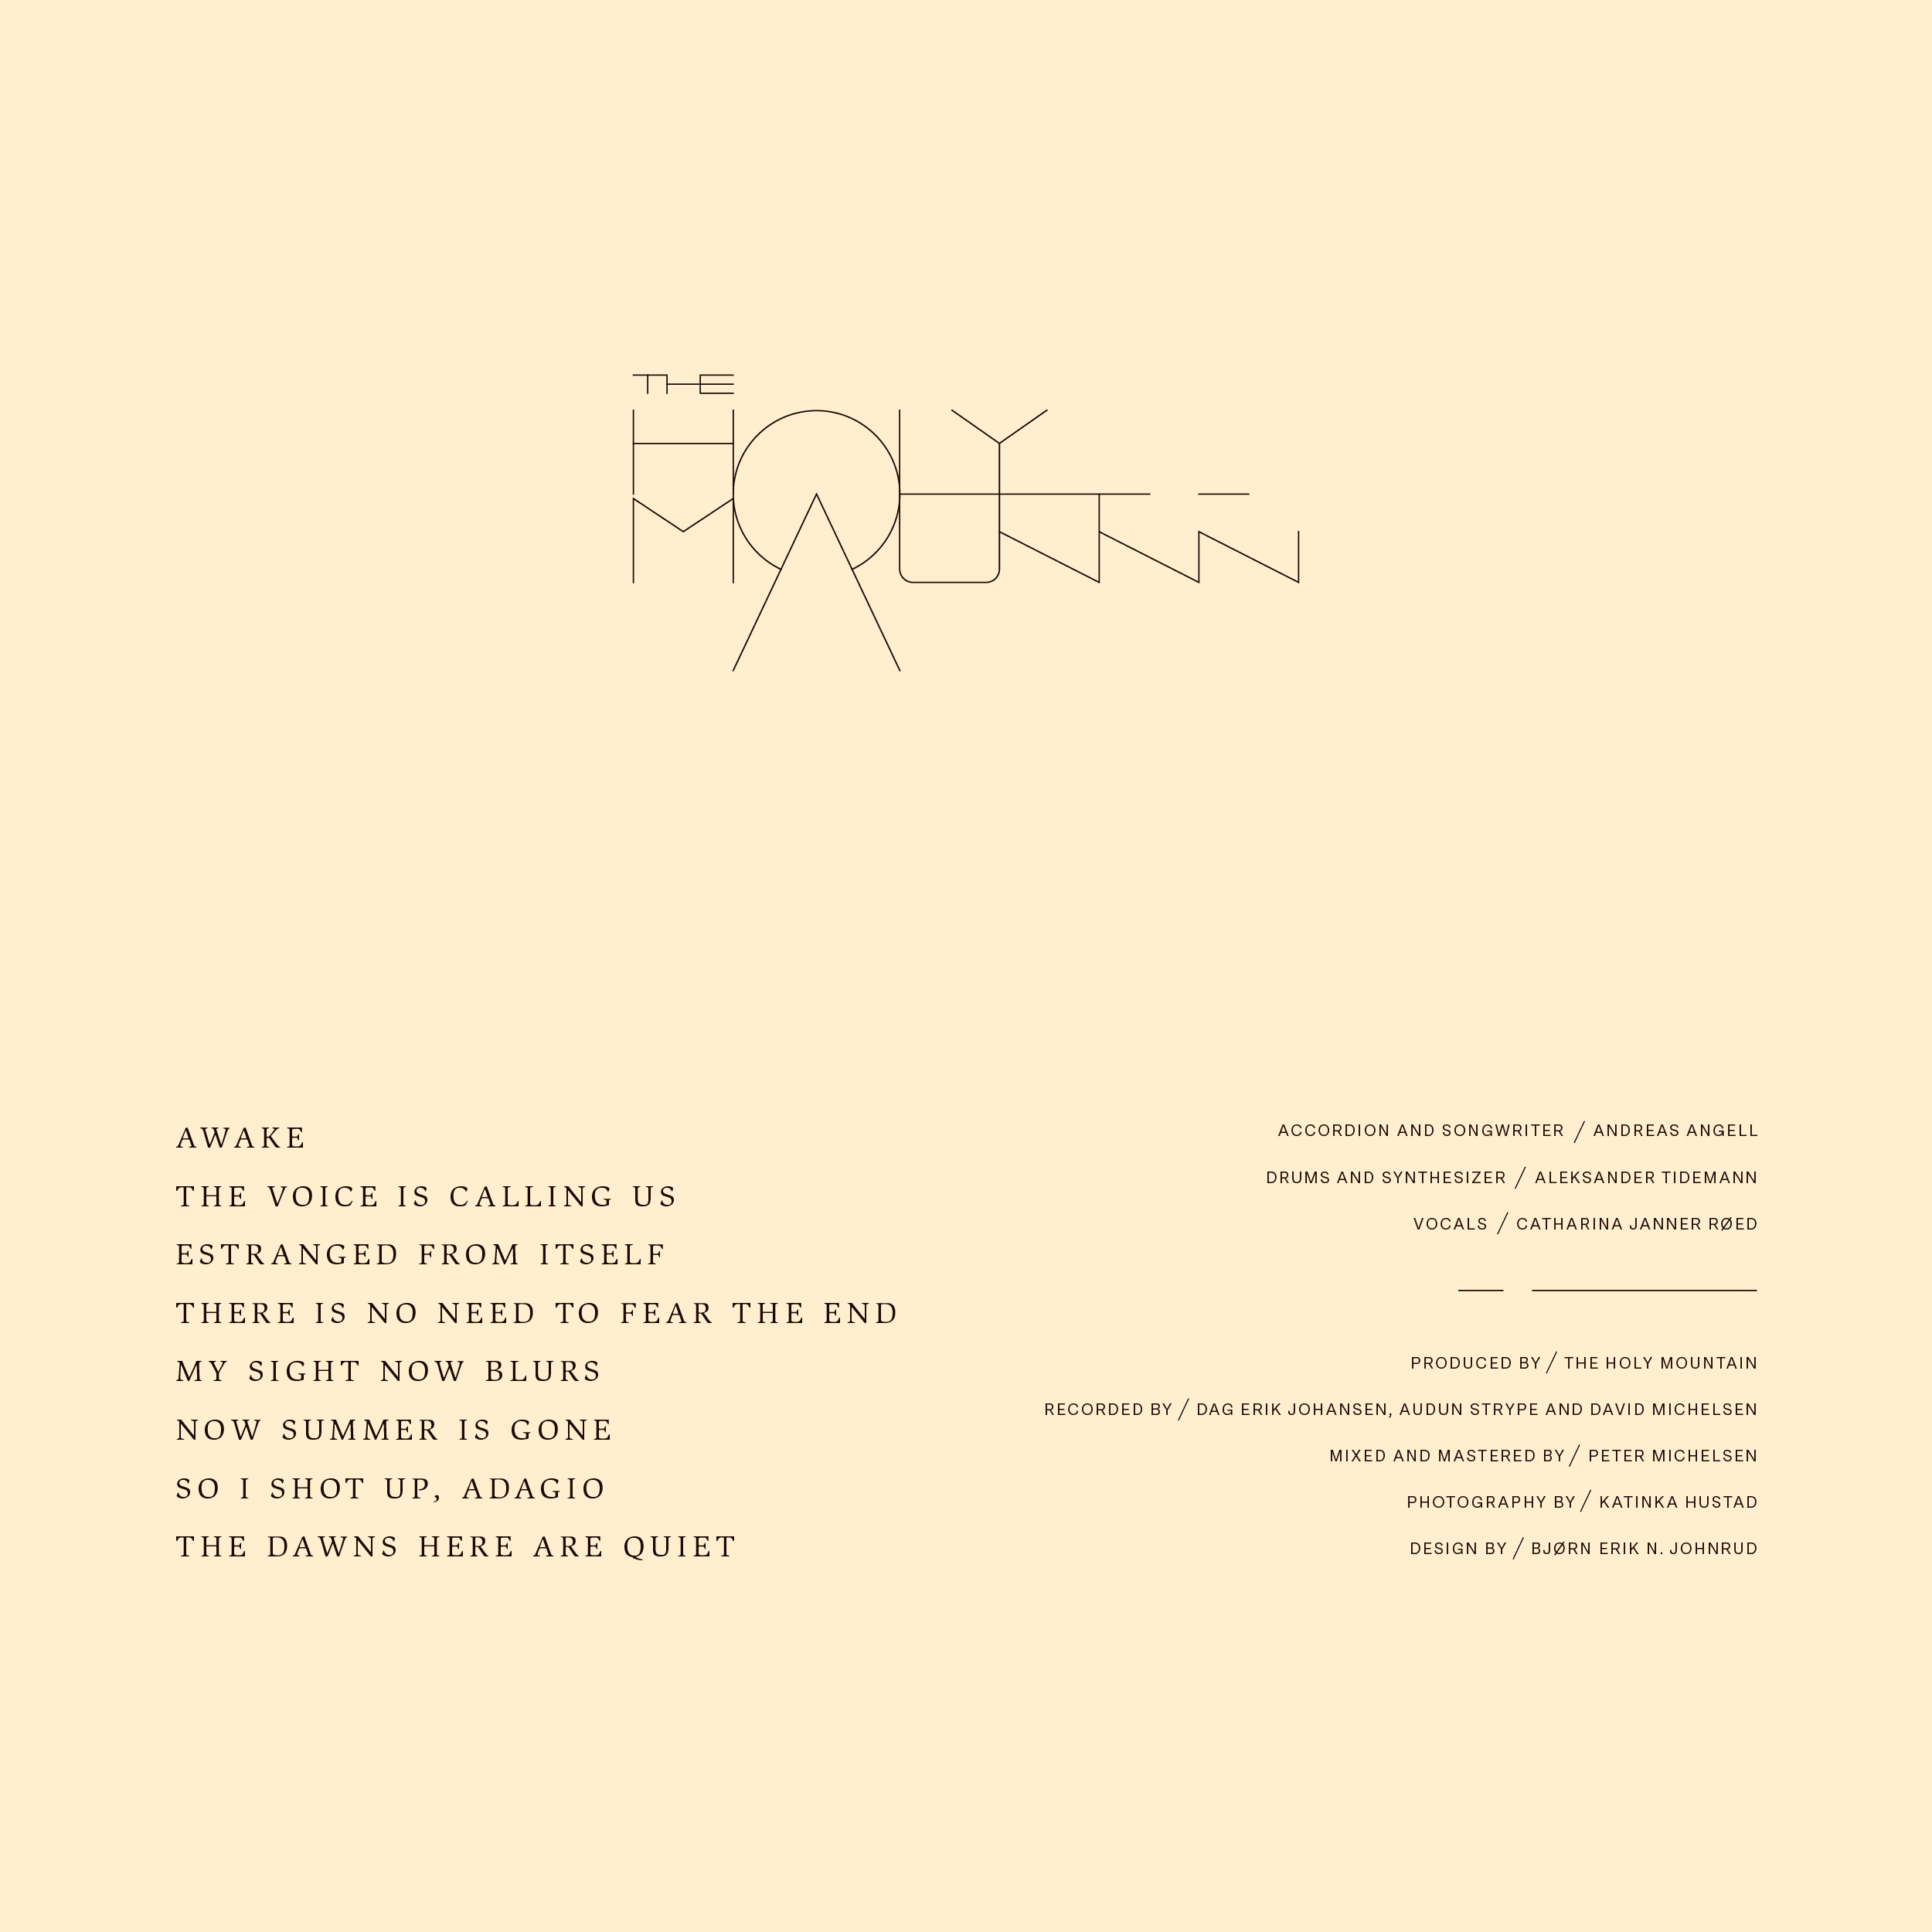 THE
HOLY
MOUNTAIN
AWAKE
THE VOICE IS CALLING US
ESTRANGED FROM ITSELF
THERE IS NO NEED TO FEAR THE END
MY SIGHT NOW BLURS
NOW SUMMER IS GONE
SO I SHOT UP, ADAGIO
THE DAWNS HERE ARE QUIET
ACCORDION AND SONGWRITER / ANDREAS ANGELL
DRUMS AND SYNTHESIZER / ALEKSANDER TIDEMANN
VOCALS / CATHARINA JANNER RØED
PRODUCED BY / THE HOLY MOUNTAIN
RECORDED BY / DAG ERIK JOHANSEN, AUDUN STRYPE AND DAVID MICHELSEN
MIXED AND MASTERED BY / PETER MICHELSEN
PHOTOGRAPHY BY / KATINKA HUSTAD
DESIGN BY / BJØRN ERIK N. JOHNRUD